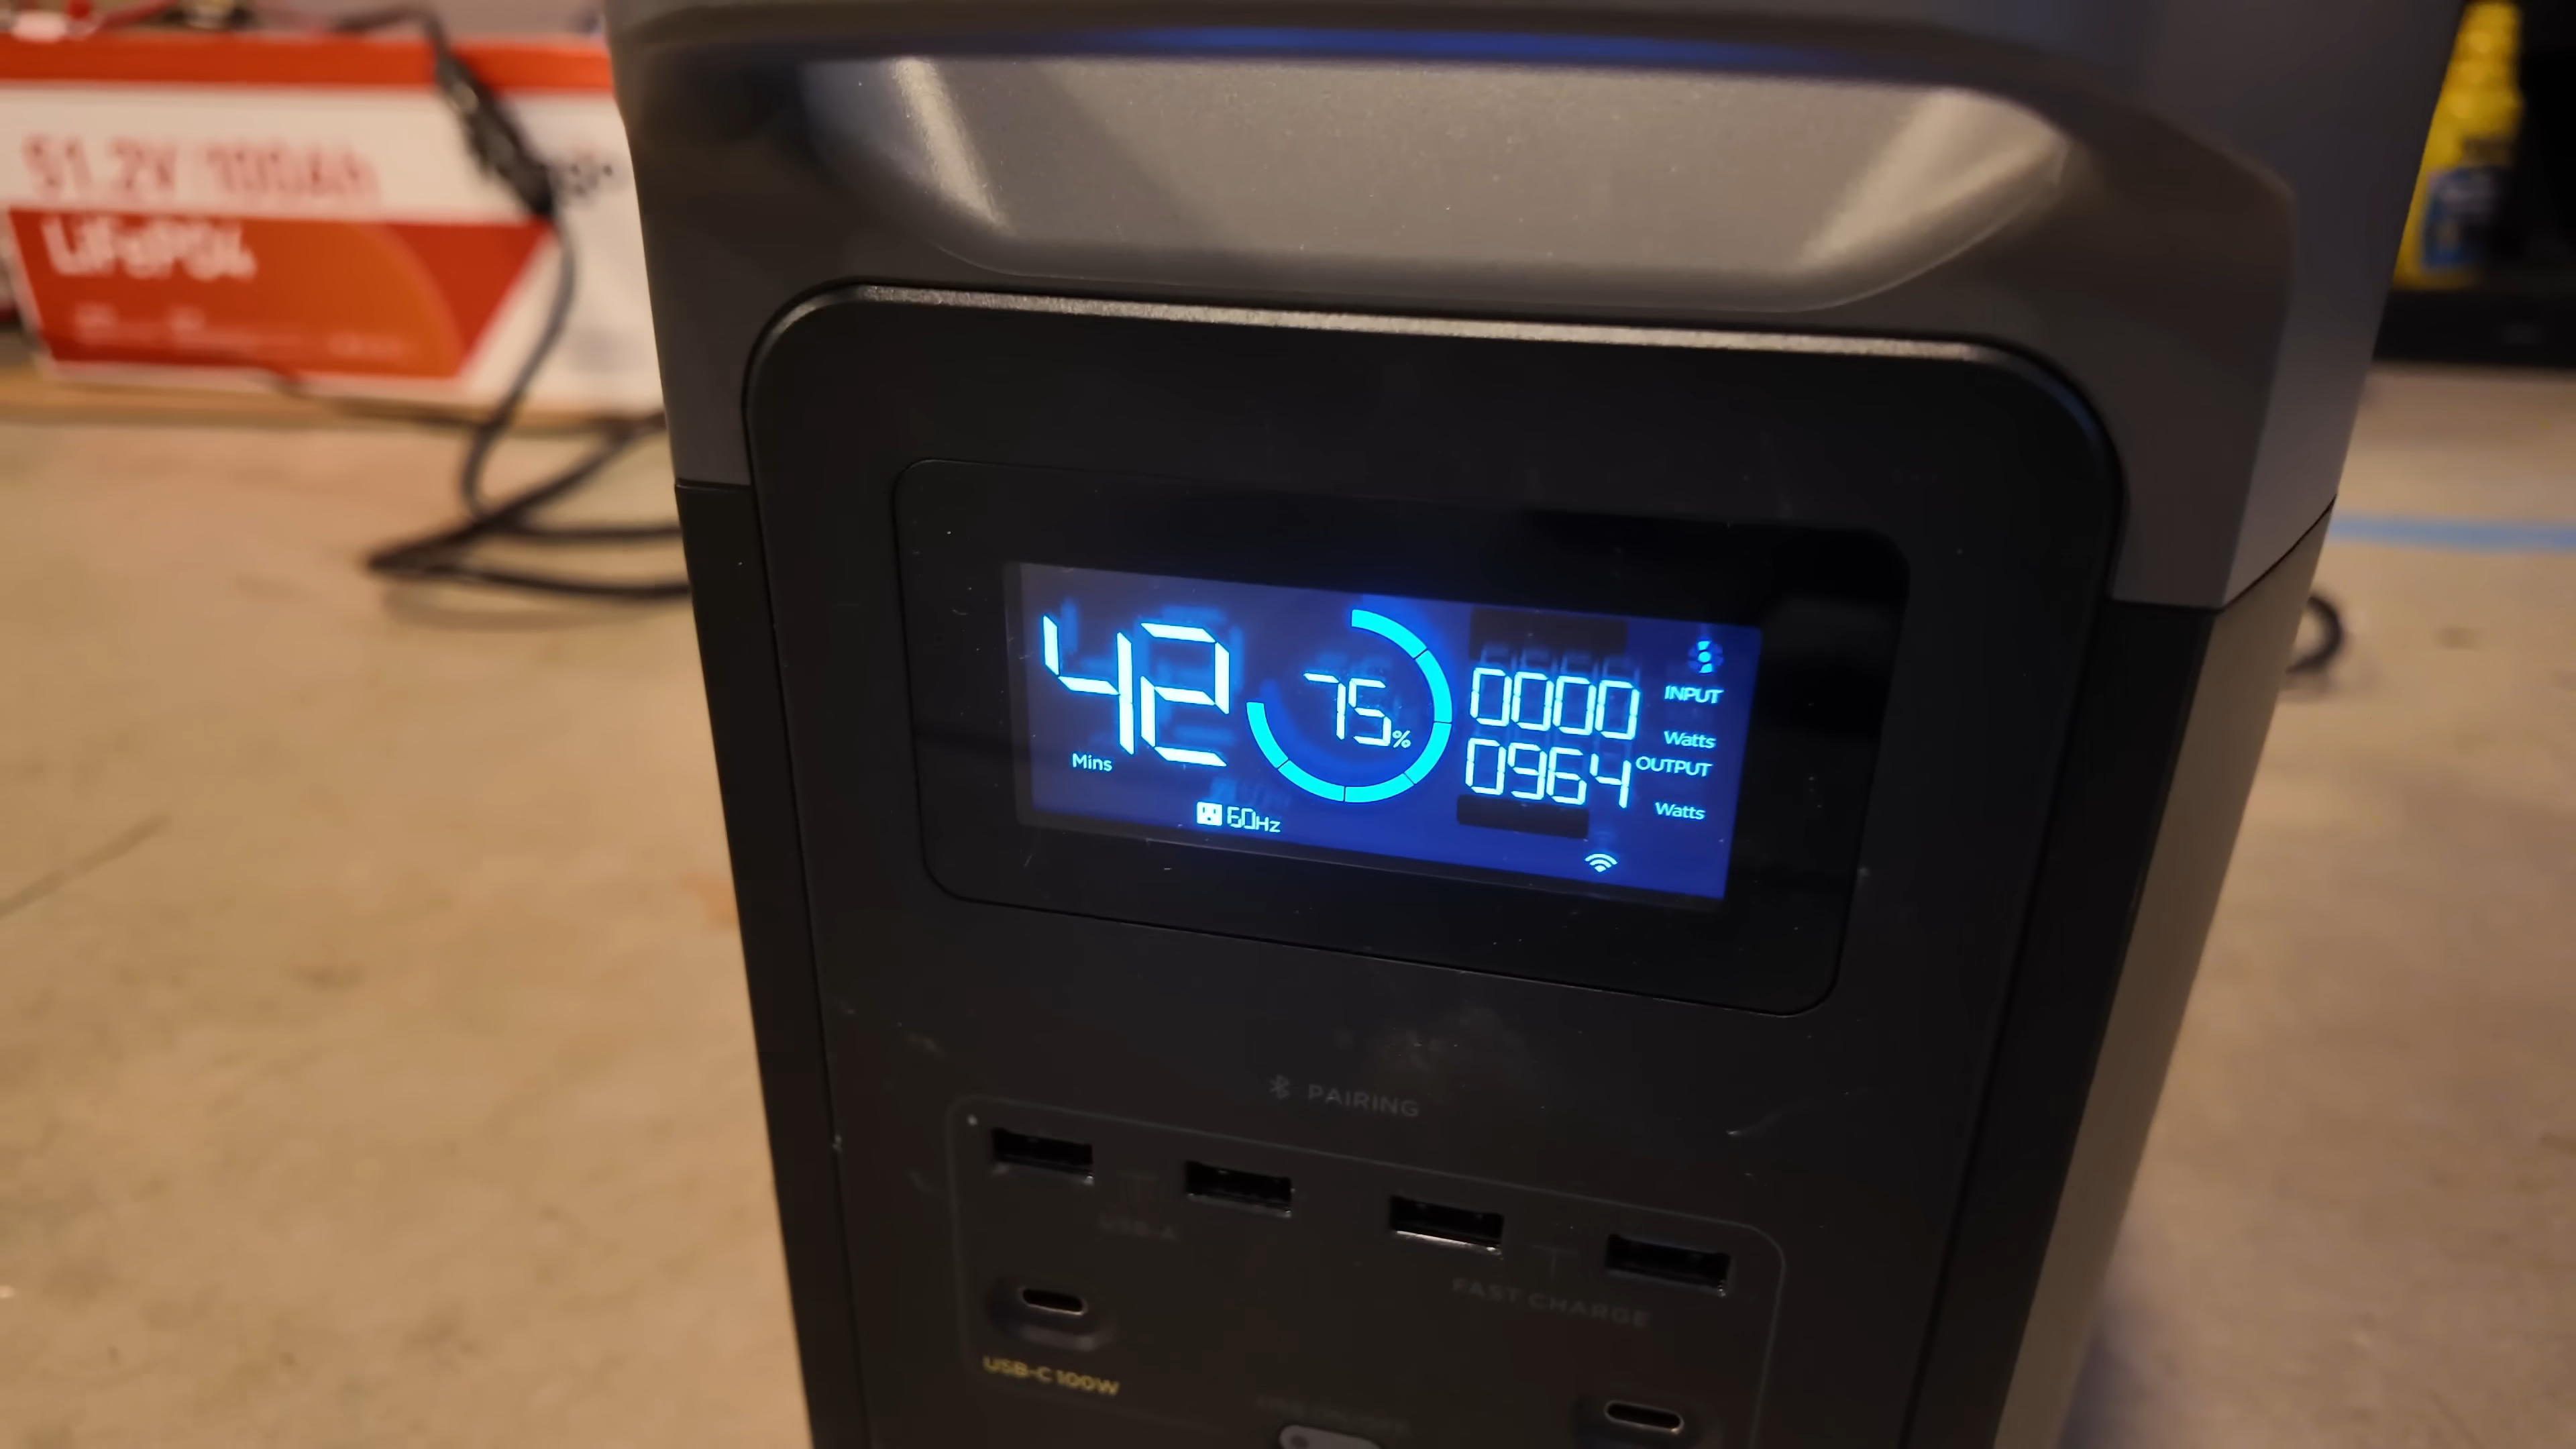 51.2V 100Ah
LiFePO4
42
Mins
75%
0000
INPUT
Watts
0964
OUTPUT
Watts
60Hz
PAIRING
USB-A
FAST CHARGE
USB-C 100W